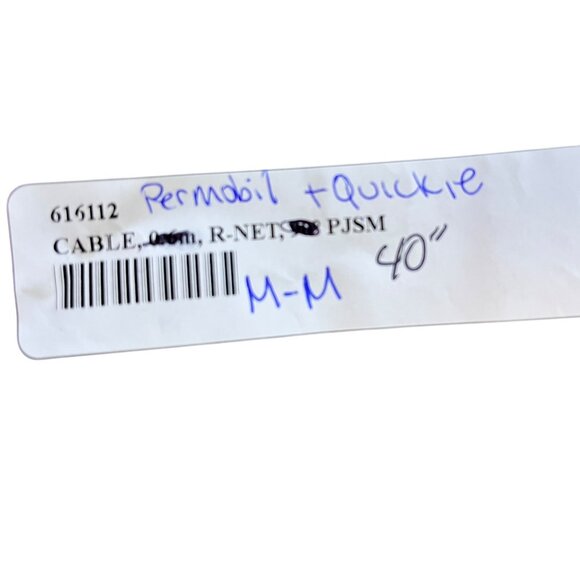 Permobil + Quickie
616112
CABLE, R-NET, PJSM
40"
M-M